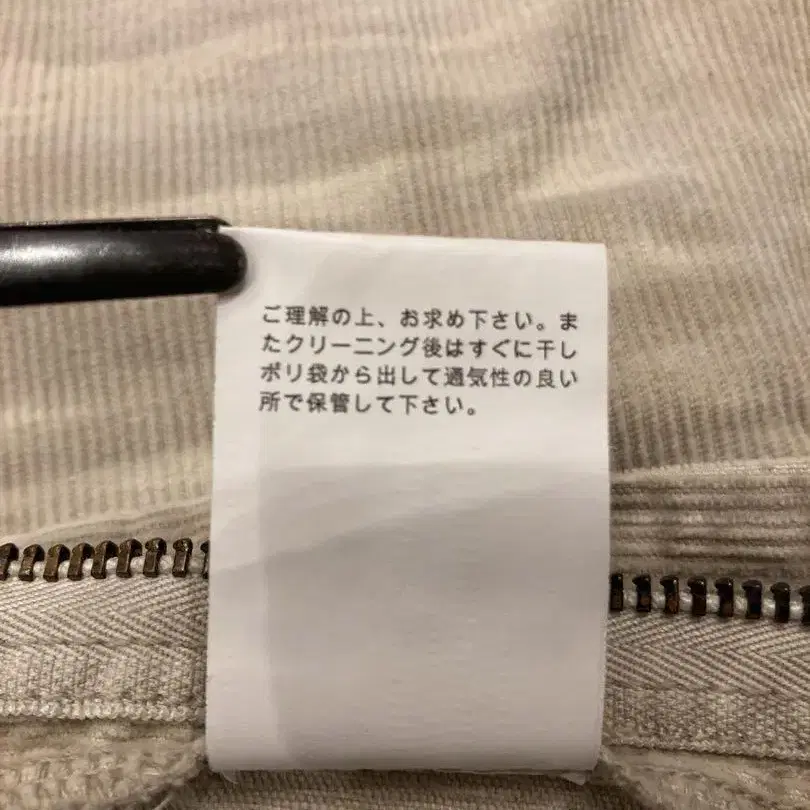 ご理解の上、お求め下さい。ま
たクリーニング後はすぐに干し
ポリ袋から出して通気性の良い
所で保管して下さい。